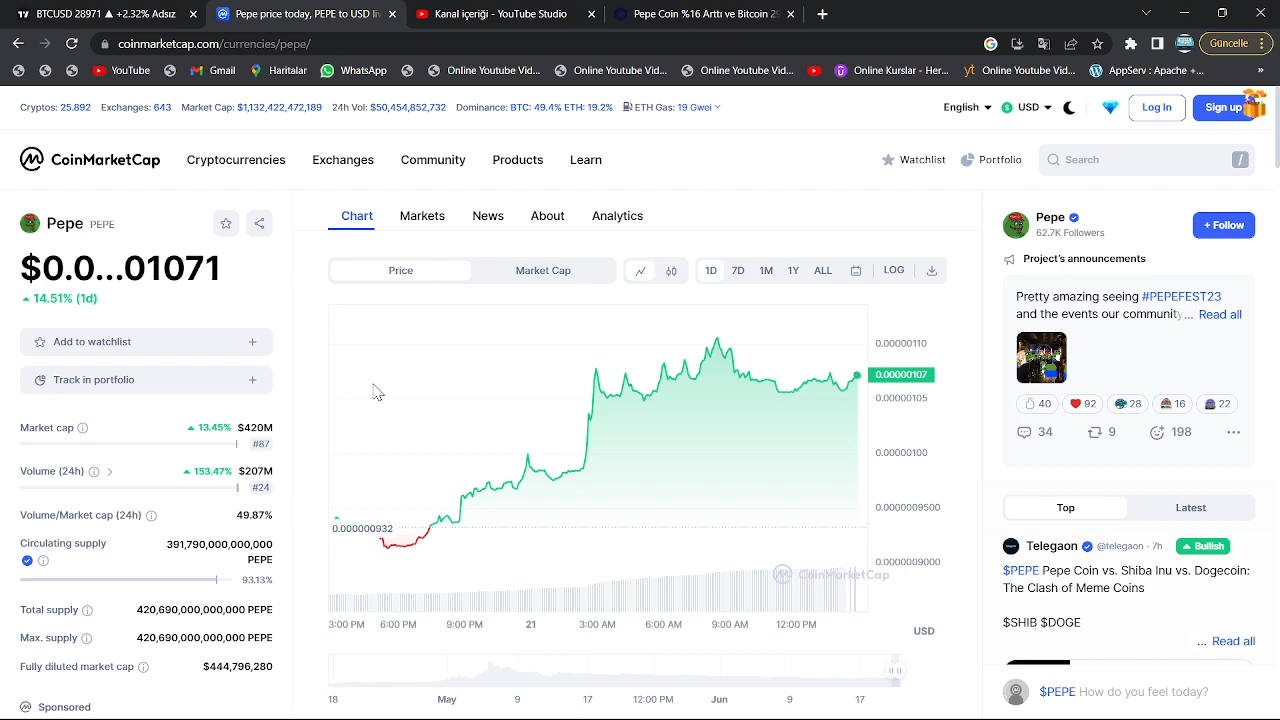 BTCUSD 28971 ▲ +2.32% Adsız
Pepe price today, PEPE to USD liv
Kanal içeriği - YouTube Studio
Pepe Coin %16 Arttı ve Bitcoin 2
coinmarketcap.com/currencies/pepe/
Güncelle
YouTube
Gmail
Haritalar
WhatsApp
Online Youtube Vid...
Online Youtube Vid...
Online Youtube Vid...
Online Kurslar - Her...
yt Online Youtube Vid...
AppServ : Apache +...
»
Cryptos: 25.892 Exchanges: 643 Market Cap: $1,132,422,472,189 24h Vol: $50,454,852,732 Dominance: BTC: 49.4% ETH: 19.2% ETH Gas: 19 Gwei
English USD Log In Sign up
CoinMarketCap Cryptocurrencies Exchanges Community Products Learn
Watchlist Portfolio Search /
Pepe PEPE
$0.0...01071
14.51% (1d)
Add to watchlist +
Track in portfolio +
Market cap 13.45% $420M
#87
Volume (24h) 153.47% $207M
#24
Volume/Market cap (24h) 49.87%
Circulating supply 391,790,000,000,000
PEPE
93.13%
Total supply 420,690,000,000,000 PEPE
Max. supply 420,690,000,000,000 PEPE
Fully diluted market cap $444,796,280
Sponsored
Chart Markets News About Analytics
Price Market Cap 1D 7D 1M 1Y ALL LOG
0.00000110
0.00000107
0.00000105
0.00000100
0.0000009500
0.000000932
0.0000009000
CoinMarketCap
3:00 PM 6:00 PM 9:00 PM 21 3:00 AM 6:00 AM 9:00 AM 12:00 PM
USD
18 May 9 17 12:00 PM Jun 9 17
Pepe
62.7K Followers
+ Follow
Project's announcements
Pretty amazing seeing #PEPEFEST23
and the events our community... Read all
40 92 28 16 22
34 9 198
Top Latest
Telegaon @telegaon · 7h Bullish
$PEPE Pepe Coin vs. Shiba Inu vs. Dogecoin:
The Clash of Meme Coins
$SHIB $DOGE
... Read all
$PEPE How do you feel today?